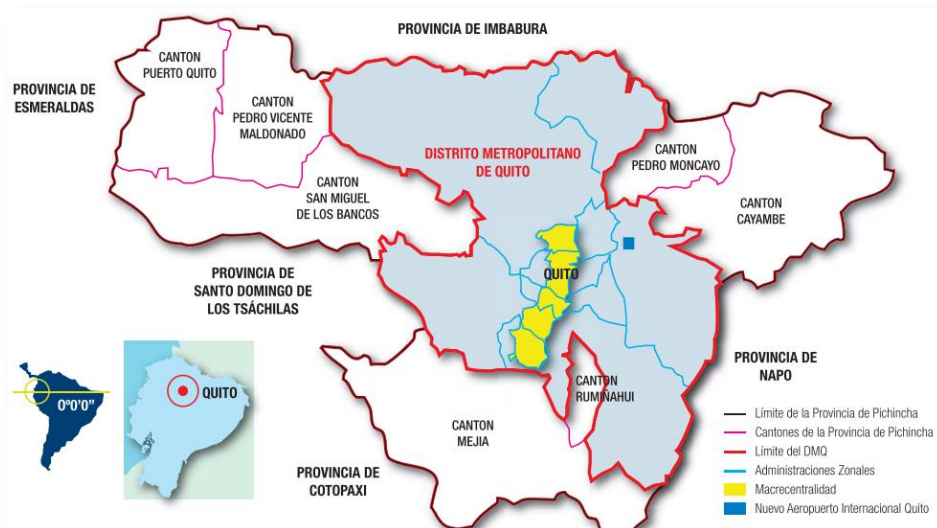 PROVINCIA DE IMBABURA
CANTON
PUERTO QUITO
PROVINCIA DE
ESMERALDAS
CANTON
PEDRO VICENTE
MALDONADO
DISTRITO METROPOLITANO
DE QUITO
CANTON
PEDRO MONCAYO
CANTON
SAN MIGUEL
DE LOS BANCOS
CANTON
CAYAMBE
PROVINCIA DE
SANTO DOMINGO DE
LOS TSÁCHILAS
QUITO
PROVINCIA DE
NAPO
CANTON
RUMIÑAHUI
CANTON
MEJIA
PROVINCIA DE
COTOPAXI
0º0'0"
QUITO
Límite de la Provincia de Pichincha
Cantones de la Provincia de Pichincha
Límite del DMQ
Administraciones Zonales
Macrecentralidad
Nuevo Aeropuerto Internacional Quito